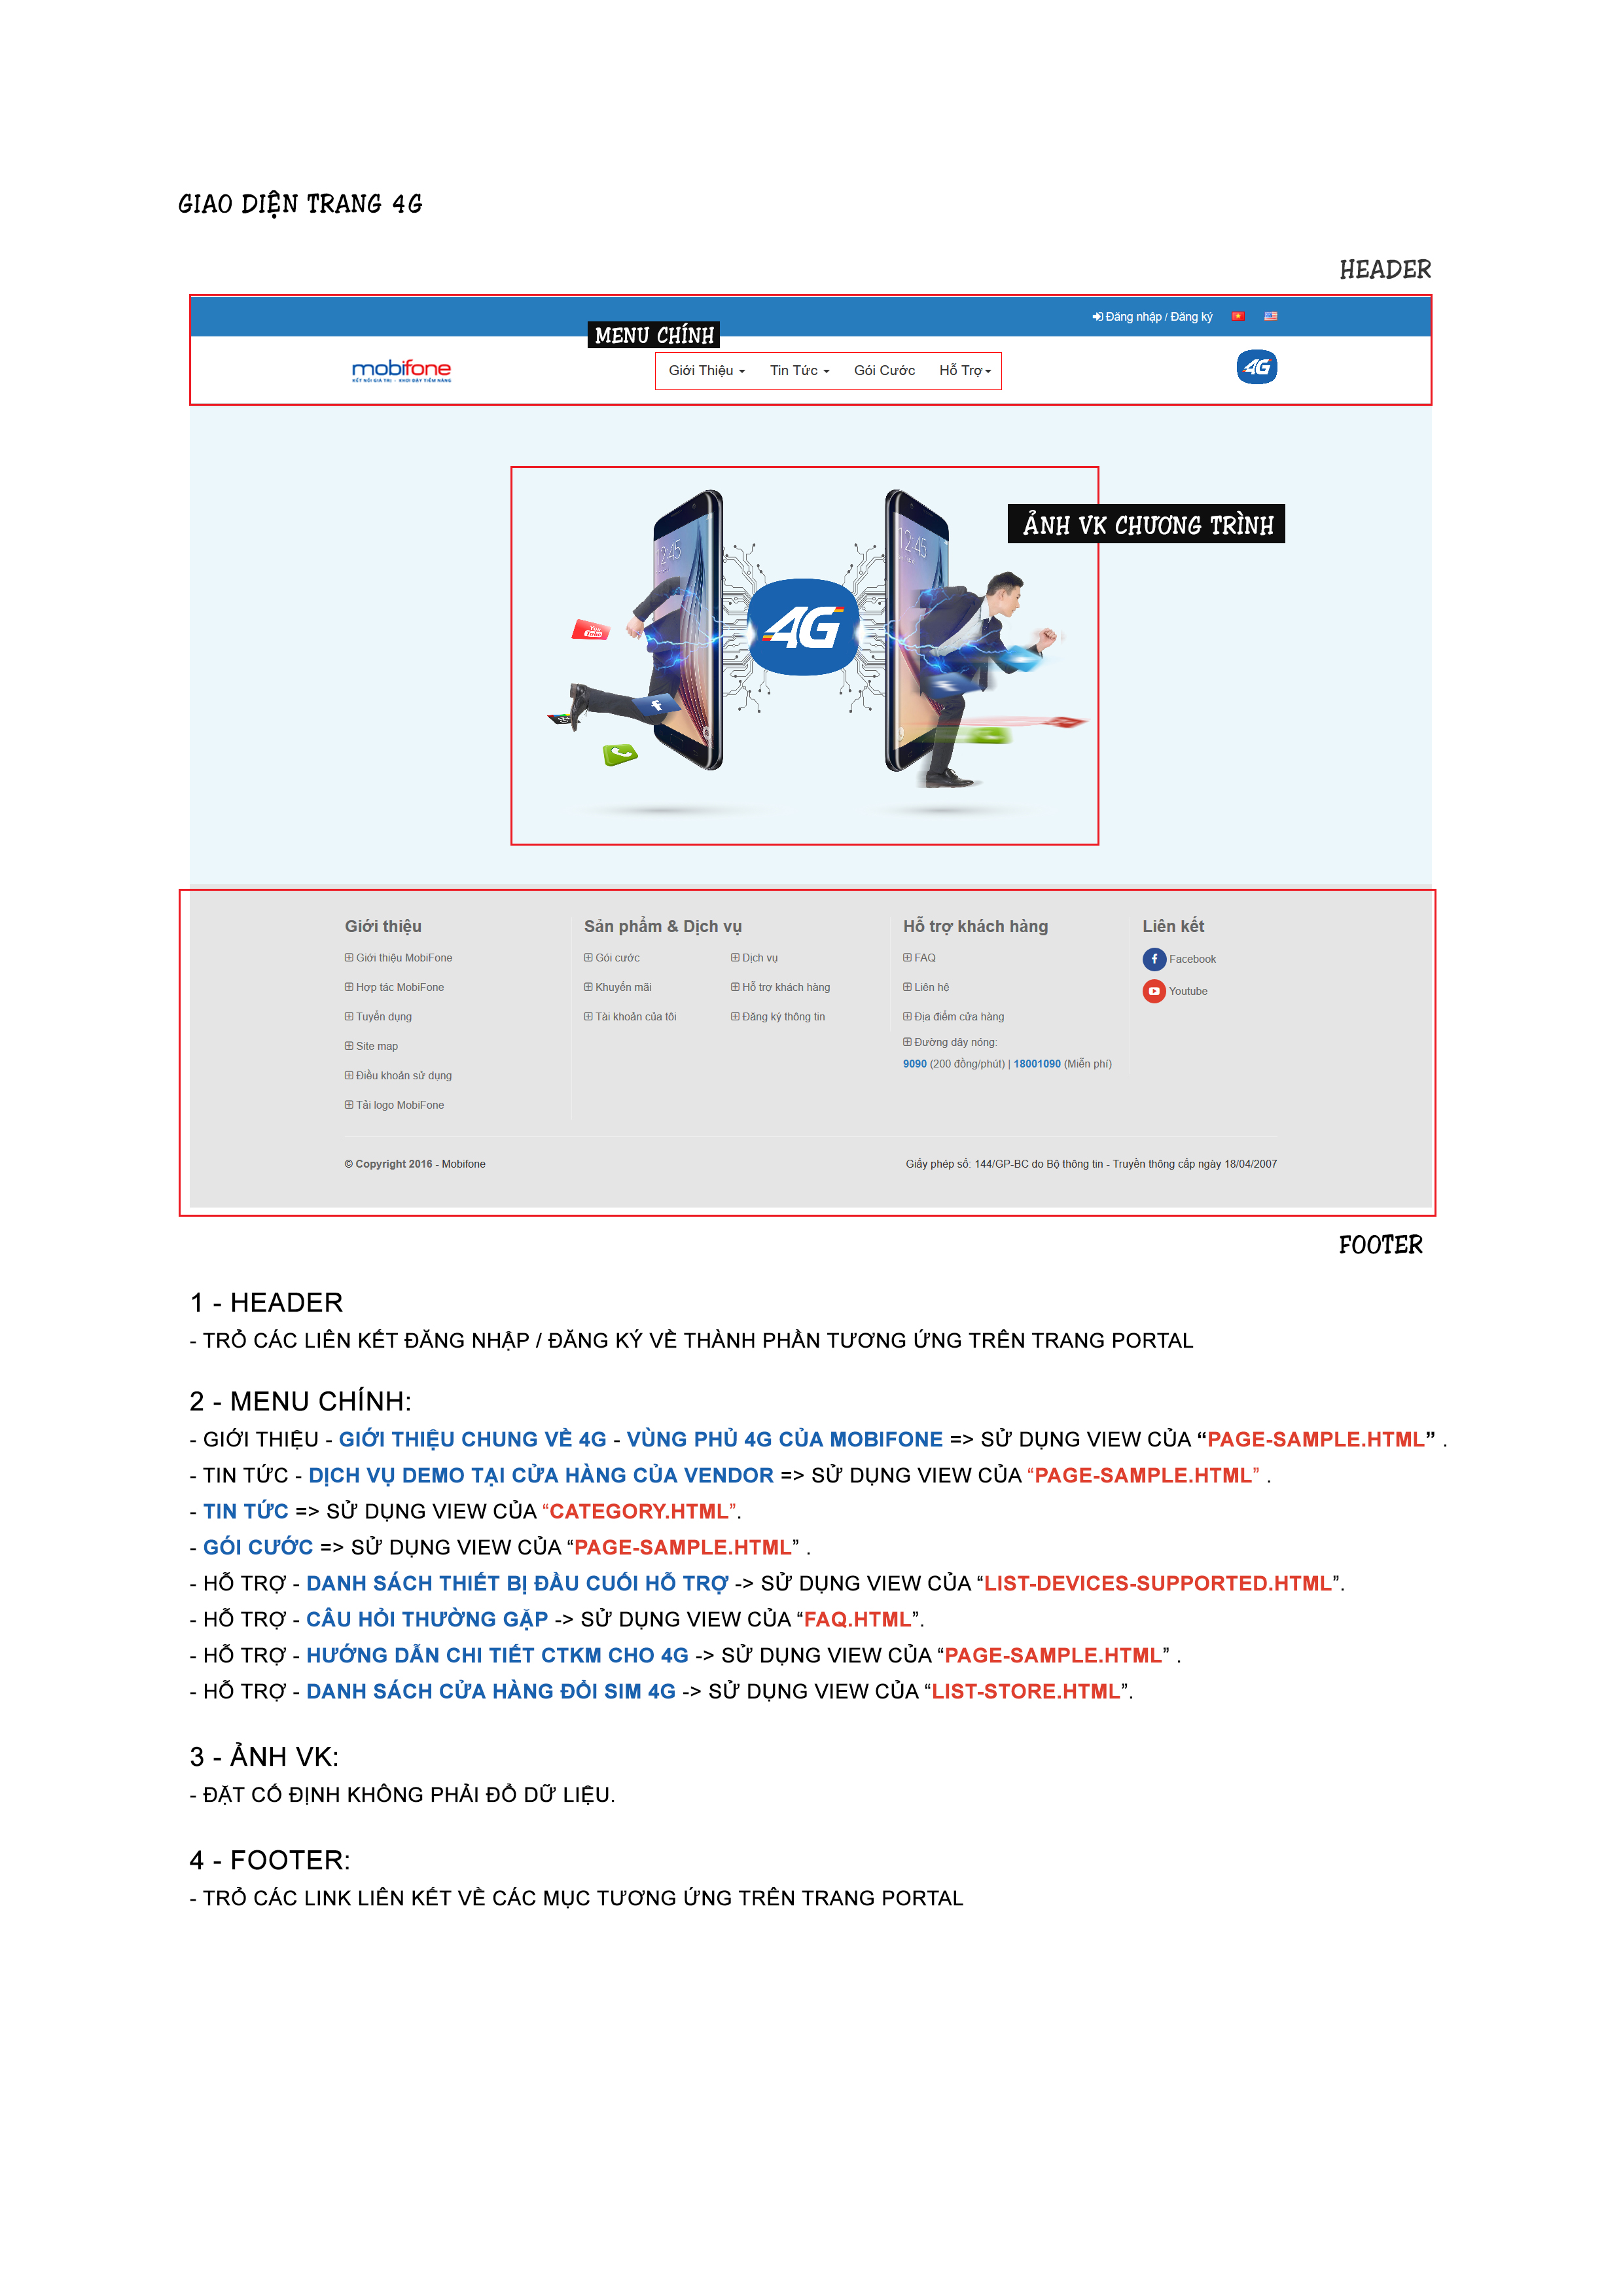 GIAO DIỆN TRANG 4G
HEADER
Đăng nhập / Đăng ký
MENU CHÍNH
mobifone
KẾT NỐI GIÁ TRỊ - KHƠI DẬY TIỀM NĂNG
Giới Thiệu Tin Tức Gói Cước Hỗ Trợ
4G
ẢNH VK CHƯƠNG TRÌNH
12:45
12:45
You Tube
4G
Giới thiệu
Giới thiệu MobiFone
Hợp tác MobiFone
Tuyển dụng
Site map
Điều khoản sử dụng
Tải logo MobiFone
Sản phẩm & Dịch vụ
Gói cước
Khuyến mãi
Tài khoản của tôi
Dịch vụ
Hỗ trợ khách hàng
Đăng ký thông tin
Hỗ trợ khách hàng
FAQ
Liên hệ
Địa điểm cửa hàng
Đường dây nóng:
9090 (200 đồng/phút) | 18001090 (Miễn phí)
Liên kết
Facebook
Youtube
© Copyright 2016 - Mobifone
Giấy phép số: 144/GP-BC do Bộ thông tin - Truyền thông cấp ngày 18/04/2007
FOOTER
1 - HEADER
- TRỎ CÁC LIÊN KẾT ĐĂNG NHẬP / ĐĂNG KÝ VỀ THÀNH PHẦN TƯƠNG ỨNG TRÊN TRANG PORTAL
2 - MENU CHÍNH:
- GIỚI THIỆU - GIỚI THIỆU CHUNG VỀ 4G - VÙNG PHỦ 4G CỦA MOBIFONE => SỬ DỤNG VIEW CỦA “PAGE-SAMPLE.HTML” .
- TIN TỨC - DỊCH VỤ DEMO TẠI CỬA HÀNG CỦA VENDOR => SỬ DỤNG VIEW CỦA “PAGE-SAMPLE.HTML” .
- TIN TỨC => SỬ DỤNG VIEW CỦA “CATEGORY.HTML”.
- GÓI CƯỚC => SỬ DỤNG VIEW CỦA “PAGE-SAMPLE.HTML” .
- HỖ TRỢ - DANH SÁCH THIẾT BỊ ĐẦU CUỐI HỖ TRỢ -> SỬ DỤNG VIEW CỦA “LIST-DEVICES-SUPPORTED.HTML”.
- HỖ TRỢ - CÂU HỎI THƯỜNG GẶP -> SỬ DỤNG VIEW CỦA “FAQ.HTML”.
- HỖ TRỢ - HƯỚNG DẪN CHI TIẾT CTKM CHO 4G -> SỬ DỤNG VIEW CỦA “PAGE-SAMPLE.HTML” .
- HỖ TRỢ - DANH SÁCH CỬA HÀNG ĐỔI SIM 4G -> SỬ DỤNG VIEW CỦA “LIST-STORE.HTML”.
3 - ẢNH VK:
- ĐẶT CỐ ĐỊNH KHÔNG PHẢI ĐỔ DỮ LIỆU.
4 - FOOTER:
- TRỎ CÁC LINK LIÊN KẾT VỀ CÁC MỤC TƯƠNG ỨNG TRÊN TRANG PORTAL